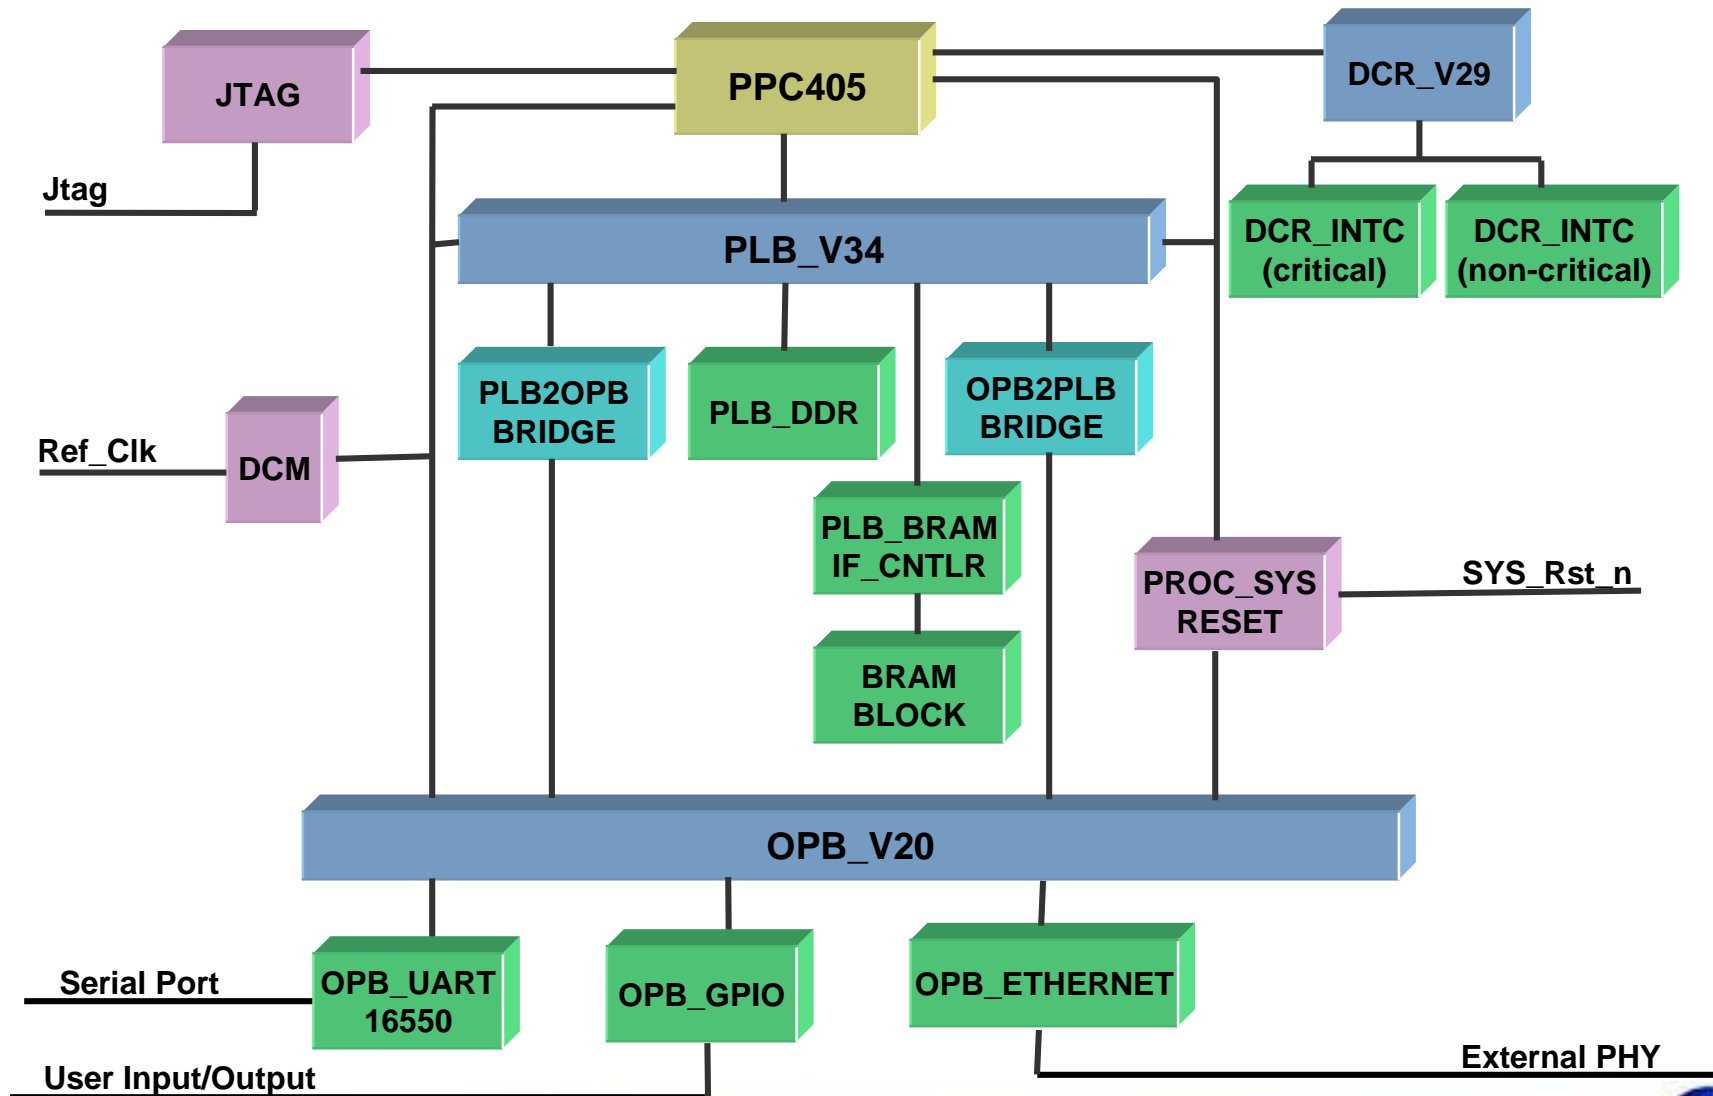 JTAG
PPC405
DCR_V29
Jtag
PLB_V34
DCR_INTC
(critical)
DCR_INTC
(non-critical)
PLB2OPB
BRIDGE
PLB_DDR
OPB2PLB
BRIDGE
Ref_Clk
DCM
PLB_BRAM
IF_CNTLR
PROC_SYS
RESET
SYS_Rst_n
BRAM
BLOCK
OPB_V20
Serial Port
OPB_UART
16550
OPB_GPIO
OPB_ETHERNET
User Input/Output
External PHY